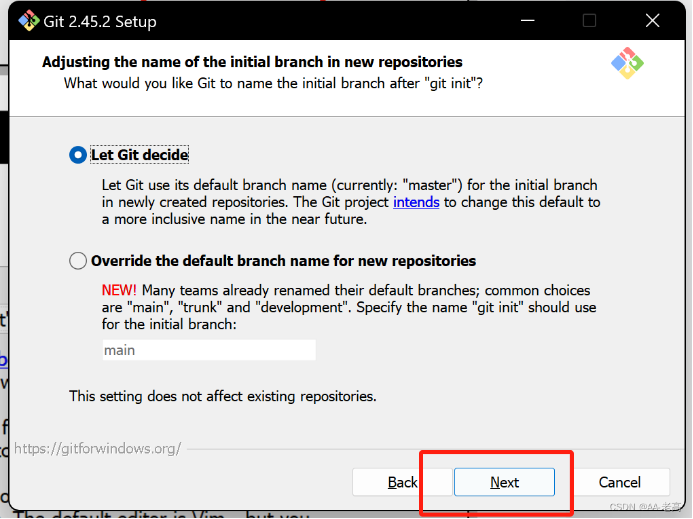 Git 2.45.2 Setup
Adjusting the name of the initial branch in new repositories
What would you like Git to name the initial branch after "git init"?
Let Git decide
Let Git use its default branch name (currently: "master") for the initial branch
in newly created repositories. The Git project intends to change this default to
a more inclusive name in the near future.
Override the default branch name for new repositories
NEW! Many teams already renamed their default branches; common choices
are "main", "trunk" and "development". Specify the name "git init" should use
for the initial branch:
main
This setting does not affect existing repositories.
https://gitforwindows.org/
Back
Next
Cancel
CSDN @AA.老高
The default editor is Vim but you